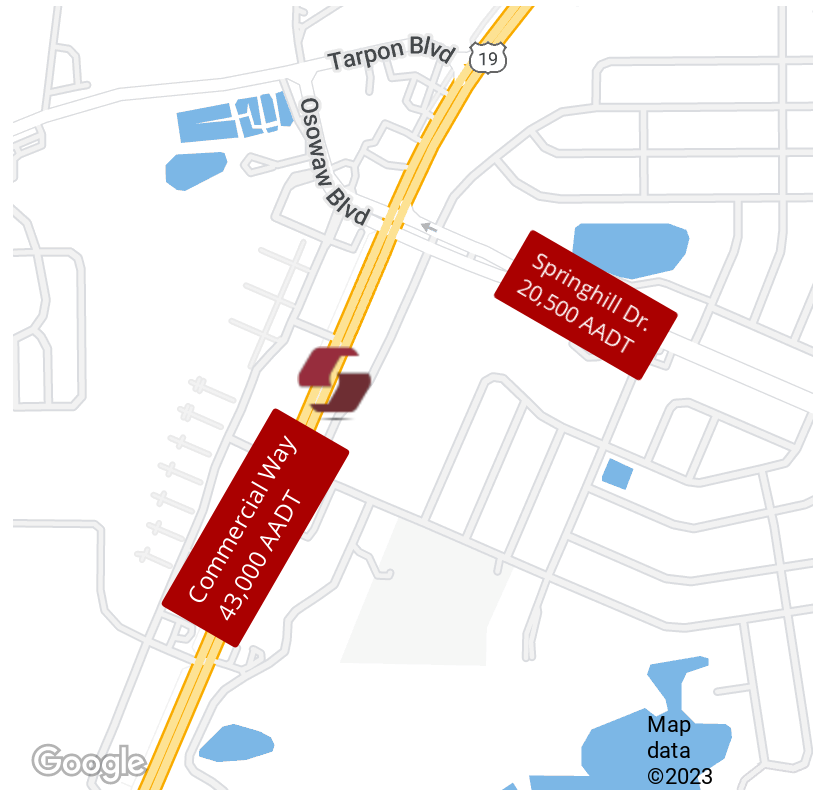 Tarpon Blvd
19
Osowaw Blvd
Springhill Dr.
20,500 AADT
Commercial Way
43,000 AADT
Google
Map
data
©2023